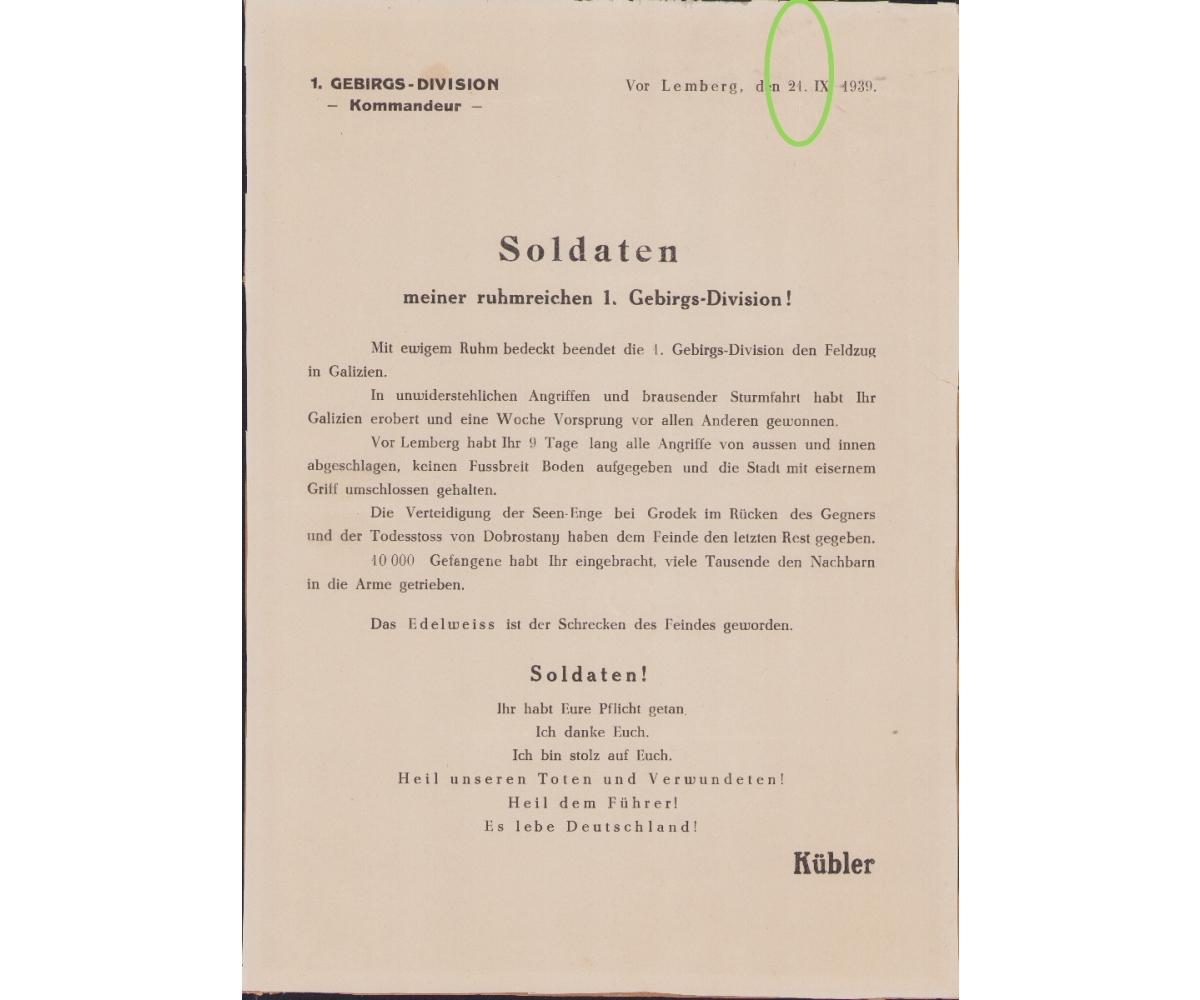 1. GEBIRGS-DIVISION
– Kommandeur –
Vor Lemberg, den 21. IX 1939.
Soldaten
meiner ruhmreichen 1. Gebirgs-Division!
Mit ewigem Ruhm bedeckt beendet die 1. Gebirgs-Division den Feldzug
in Galizien.
In unwiderstehlichen Angriffen und brausender Sturmfahrt habt Ihr
Galizien erobert und eine Woche Vorsprung vor allen Anderen gewonnen.
Vor Lemberg habt Ihr 9 Tage lang alle Angriffe von aussen und innen
abgeschlagen, keinen Fussbreit Boden aufgegeben und die Stadt mit eisernem
Griff umschlossen gehalten.
Die Verteidigung der Seen-Enge bei Grodek im Rücken des Gegners
und der Todesstoss von Dobrostany haben dem Feinde den letzten Rest gegeben.
10 000 Gefangene habt Ihr eingebracht, viele Tausende den Nachbarn
in die Arme getrieben.
Das Edelweiss ist der Schrecken des Feindes geworden.
Soldaten!
Ihr habt Eure Pflicht getan.
Ich danke Euch.
Ich bin stolz auf Euch.
Heil unseren Toten und Verwundeten!
Heil dem Führer!
Es lebe Deutschland!
Kübler